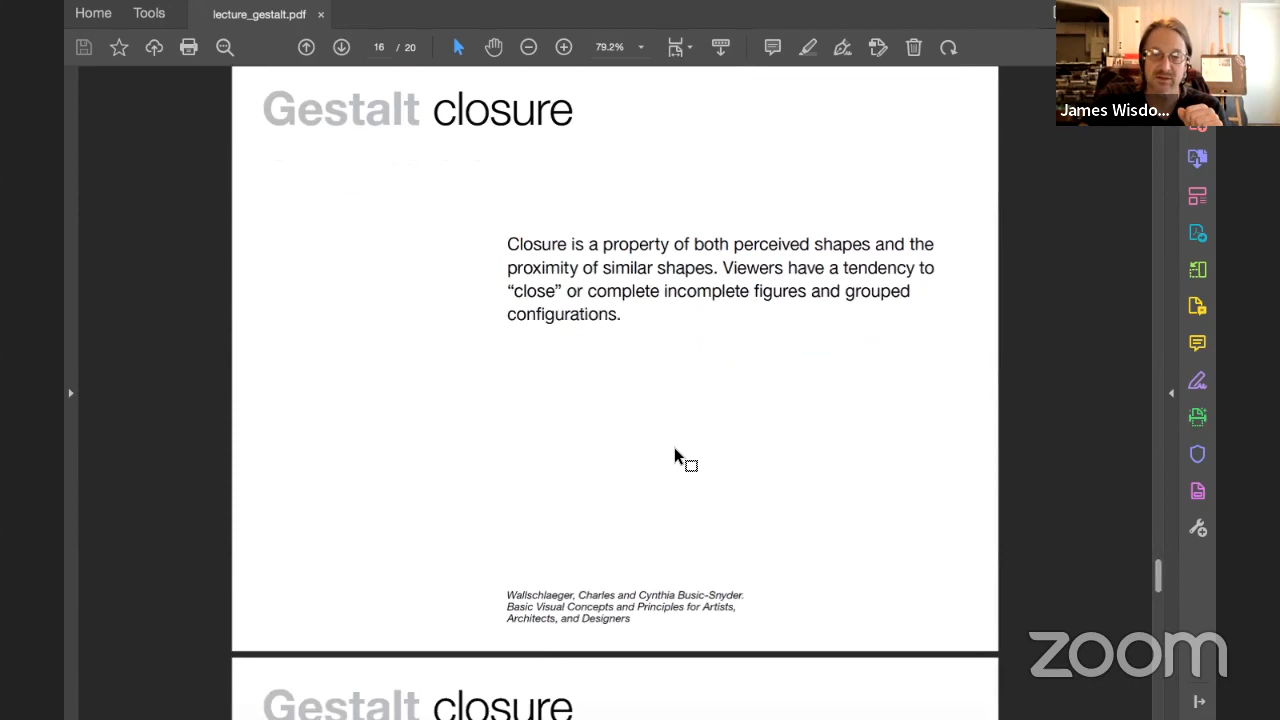 Home Tools lecture_gestalt.pdf ×
16 / 20 79.2%
James Wisdo...
Gestalt closure
Closure is a property of both perceived shapes and the
proximity of similar shapes. Viewers have a tendency to
“close” or complete incomplete figures and grouped
configurations.
Wallschlaeger, Charles and Cynthia Busic-Snyder.
Basic Visual Concepts and Principles for Artists,
Architects, and Designers
zoom
Gestalt closure